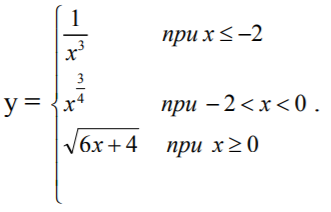 y = { 1/x³ при x ≤ −2
x^(3/4) при − 2 < x < 0 .
√(6x + 4) при x ≥ 0